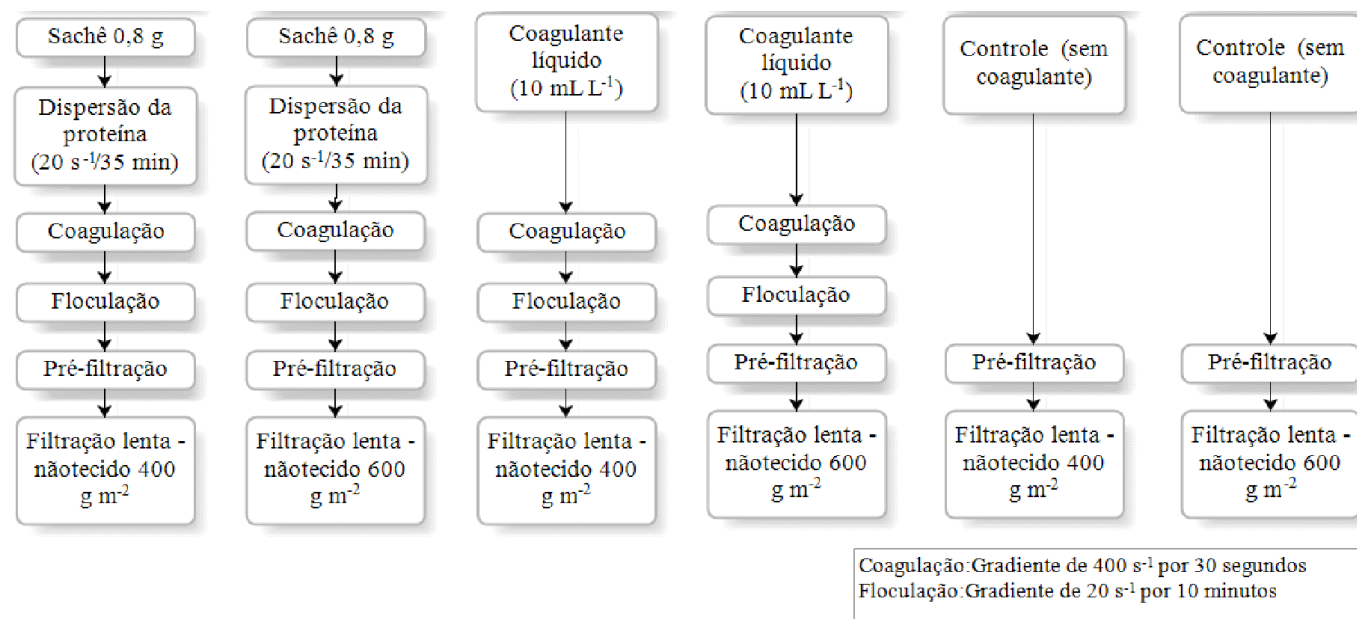 Sachê 0,8 g
Dispersão da
proteína
(20 s⁻¹/35 min)
Coagulação
Floculação
Pré-filtração
Filtração lenta -
nãotecido 400
g m⁻²
Sachê 0,8 g
Dispersão da
proteína
(20 s⁻¹/35 min)
Coagulação
Floculação
Pré-filtração
Filtração lenta -
nãotecido 600
g m⁻²
Coagulante
líquido
(10 mL L⁻¹)
Coagulação
Floculação
Pré-filtração
Filtração lenta -
nãotecido 400
g m⁻²
Coagulante
líquido
(10 mL L⁻¹)
Coagulação
Floculação
Pré-filtração
Filtração lenta -
nãotecido 600
g m⁻²
Controle (sem
coagulante)
Pré-filtração
Filtração lenta -
nãotecido 400
g m⁻²
Controle (sem
coagulante)
Pré-filtração
Filtração lenta -
nãotecido 600
g m⁻²
Coagulação:Gradiente de 400 s⁻¹ por 30 segundos
Floculação:Gradiente de 20 s⁻¹ por 10 minutos